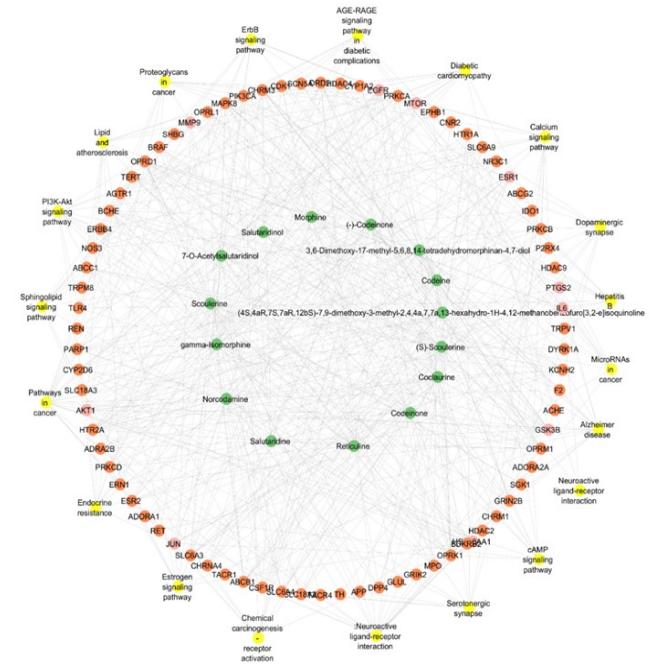 AGE-RAGE
signaling
pathway
in
diabetic
complications
ErbB
signaling
pathway
Diabetic
cardiomyopathy
Proteoglycans
in
cancer
Calcium
signaling
pathway
Lipid
and
atherosclerosis
PI3K-Akt
signaling
pathway
Dopaminergic
synapse
Sphingolipid
signaling
pathway
Hepatitis
B
MicroRNAs
in
cancer
Pathways
in
cancer
Alzheimer
disease
Neuroactive
ligand-receptor
interaction
Endocrine
resistance
cAMP
signaling
pathway
Estrogen
signaling
pathway
Serotonergic
synapse
Chemical
carcinogenesis
-
receptor
activation
Neuroactive
ligand-receptor
interaction
MAPK8
PIK3CA
CHRM3
CDK1
SCN5A
DRD2
HDAC4
CYP1A2
EGFR
PRKCA
MTOR
EPHB1
CNR2
HTR1A
SLC6A9
NR3C1
ESR1
ABCG2
IDO1
PRKCB
P2RX4
HDAC9
PTGS2
IL6
TRPV1
DYRK1A
KCNH2
F2
ACHE
GSK3B
OPRM1
ADORA2A
SGK1
GRIN2B
CHRM1
HDAC2
OPRK1
MPO
GRIK2
GLUL
DPP4
APP
TH
SLC6A4
CSF1R
ABCB1
TACR1
CHRNA4
SLC6A3
JUN
RET
ADORA1
ESR2
ERN1
PRKCD
ADRA2B
HTR2A
AKT1
SLC18A3
CYP2D6
PARP1
REN
TLR4
TRPM8
ABCC1
NOS3
ERBB4
BCHE
AGTR1
TERT
OPRD1
BRAF
SHBG
MMP9
OPRL1
Morphine
(-)-Codeinone
Salutaridinol
3,6-Dimethoxy-17-methyl-5,6,8,14-tetradehydromorphinan-4,7-diol
7-O-Acetylsalutaridinol
Codeine
Scoulerine
gamma-Isomorphine
(S)-Scoulerine
Coclaurine
Norcodamine
Codeinone
Salutaridine
Reticuline